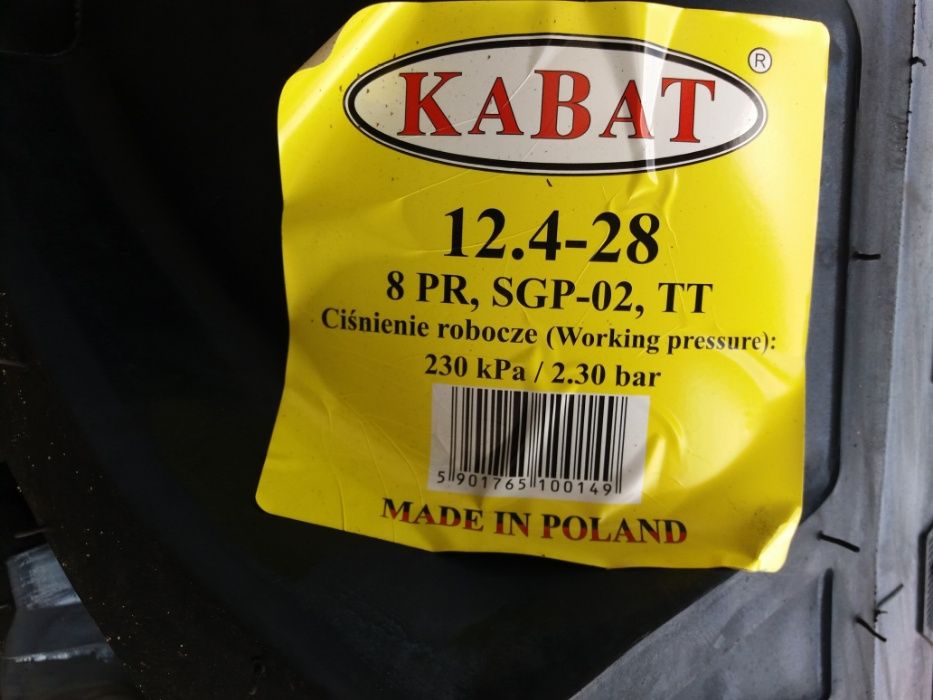 KABAT ®
12.4-28
8 PR, SGP-02, TT
Ciśnienie robocze (Working pressure):
230 kPa / 2.30 bar
5 901765 100149
MADE IN POLAND